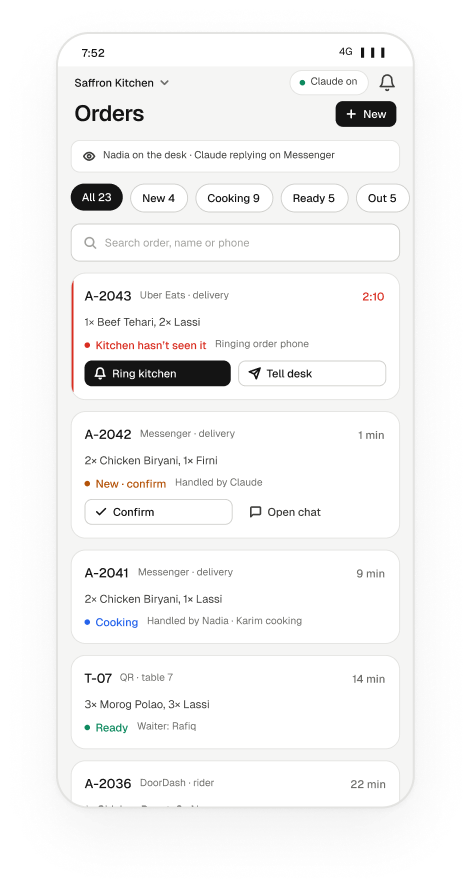 7:52 4G
Saffron Kitchen Claude on
Orders + New
Nadia on the desk · Claude replying on Messenger
All 23 New 4 Cooking 9 Ready 5 Out 5
Search order, name or phone
A-2043 Uber Eats · delivery 2:10
1× Beef Tehari, 2× Lassi
Kitchen hasn't seen it Ringing order phone
Ring kitchen Tell desk
A-2042 Messenger · delivery 1 min
2× Chicken Biryani, 1× Firni
New · confirm Handled by Claude
Confirm Open chat
A-2041 Messenger · delivery 9 min
2× Chicken Biryani, 1× Lassi
Cooking Handled by Nadia · Karim cooking
T-07 QR · table 7 14 min
3× Morog Polao, 3× Lassi
Ready Waiter: Rafiq
A-2036 DoorDash · rider 22 min